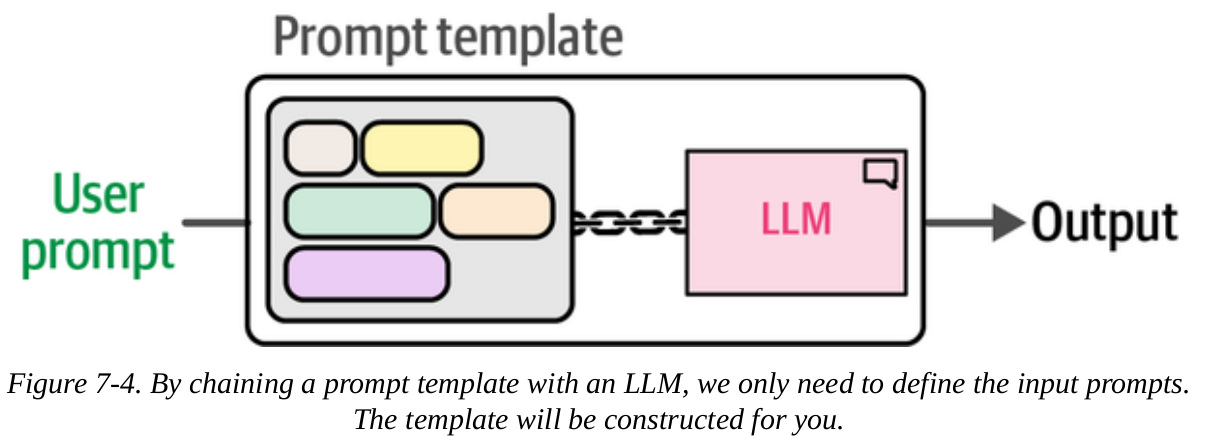 Prompt template
User
prompt
LLM
Output
Figure 7-4. By chaining a prompt template with an LLM, we only need to define the input prompts.
The template will be constructed for you.